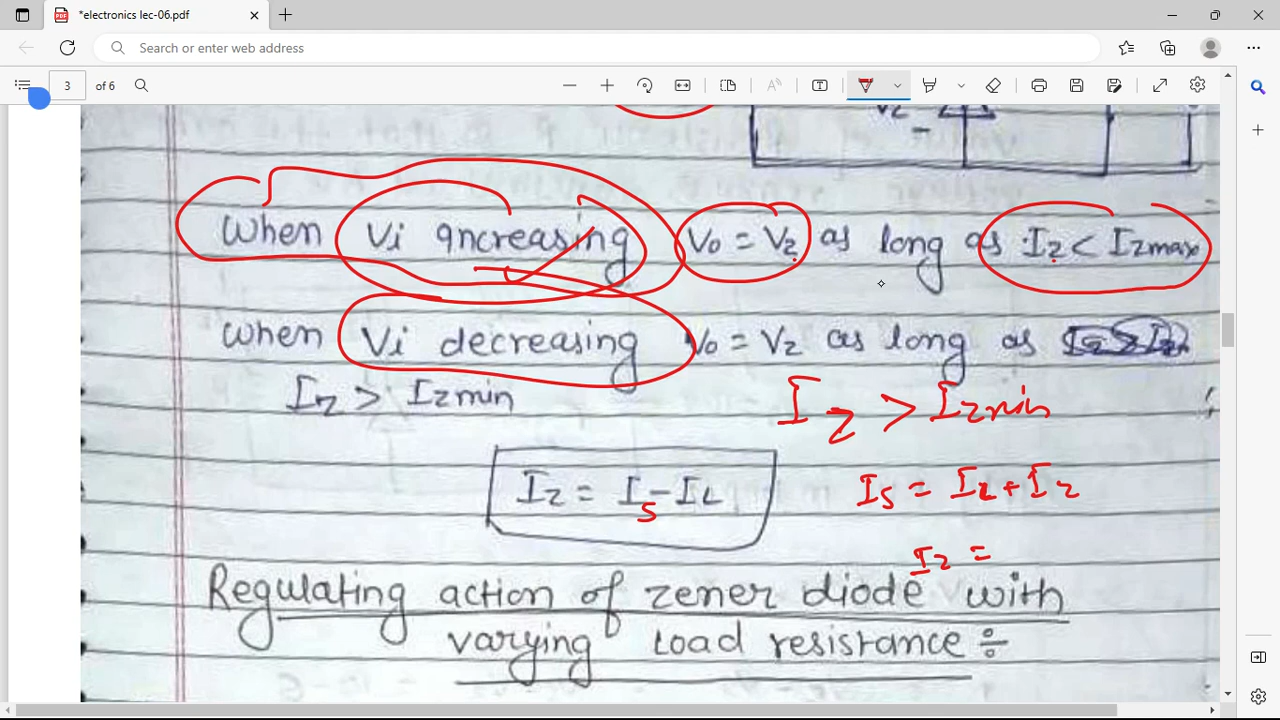 *electronics lec-06.pdf
Search or enter web address
3 of 6
Vz
When Vi increasing Vo = Vz as long as Iz < Izmax
When Vi decreasing Vo = Vz as long as
Iz > Izmin
Iz > Izmin
Iz = Is - IL
Is = IL + Iz
Iz =
Regulating action of zener diode with
varying Load resistance ÷